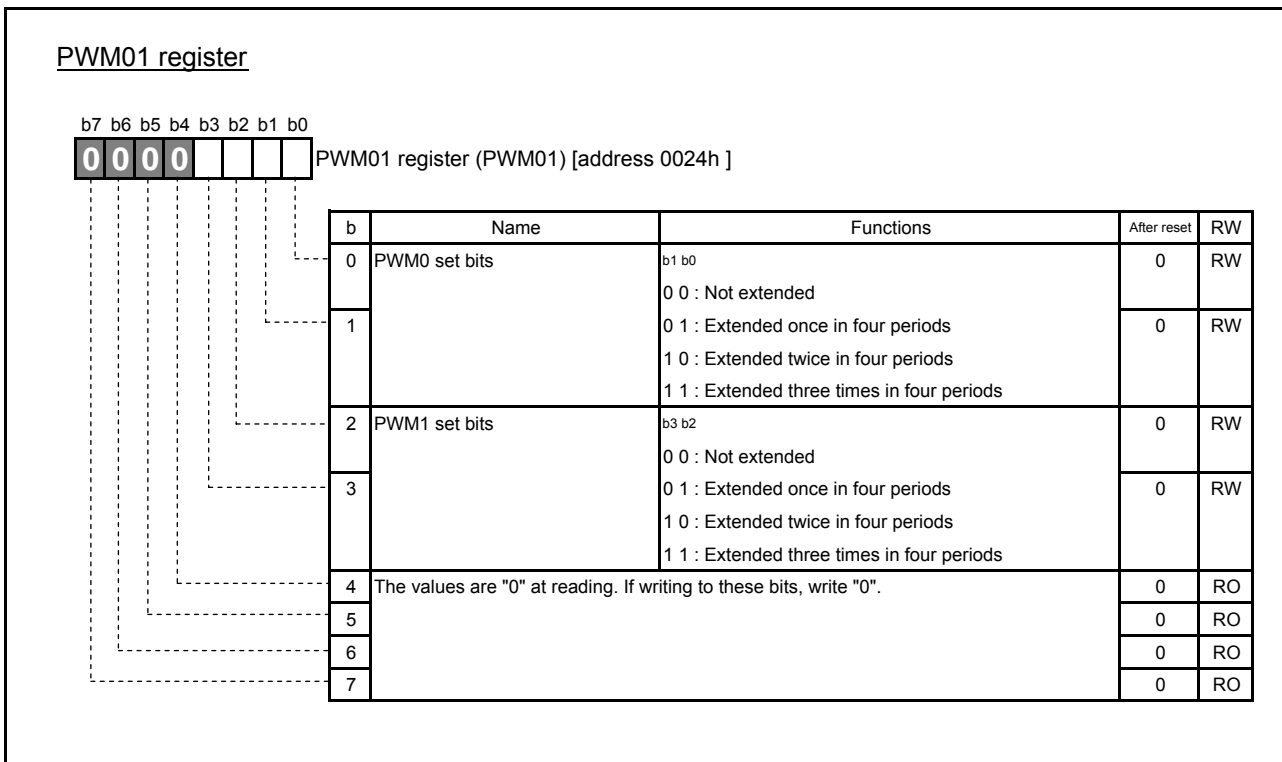 PWM01 register
b7 b6 b5 b4 b3 b2 b1 b0
0 0 0 0 PWM01 register (PWM01) [address 0024h ]
b Name Functions After reset RW
0 PWM0 set bits b1 b0 0 RW
0 0 : Not extended
1 0 1 : Extended once in four periods 0 RW
1 0 : Extended twice in four periods
1 1 : Extended three times in four periods
2 PWM1 set bits b3 b2 0 RW
0 0 : Not extended
3 0 1 : Extended once in four periods 0 RW
1 0 : Extended twice in four periods
1 1 : Extended three times in four periods
4 The values are "0" at reading. If writing to these bits, write "0". 0 RO
5 0 RO
6 0 RO
7 0 RO